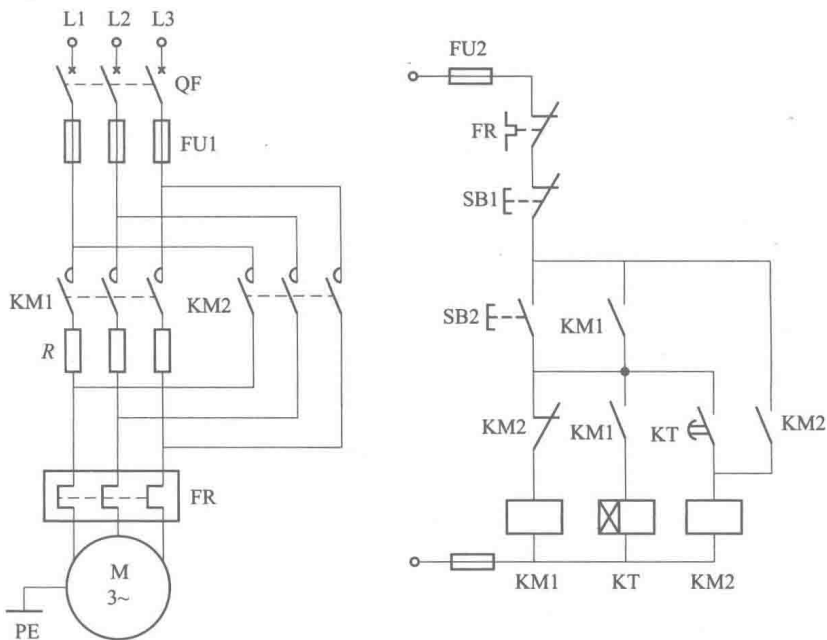 L1 L2 L3
QF
FU1
KM1
KM2
R
FR
M
3~
PE
FU2
FR
SB1
SB2
KM1
KM2
KM1
KT
KM2
KM1
KT
KM2